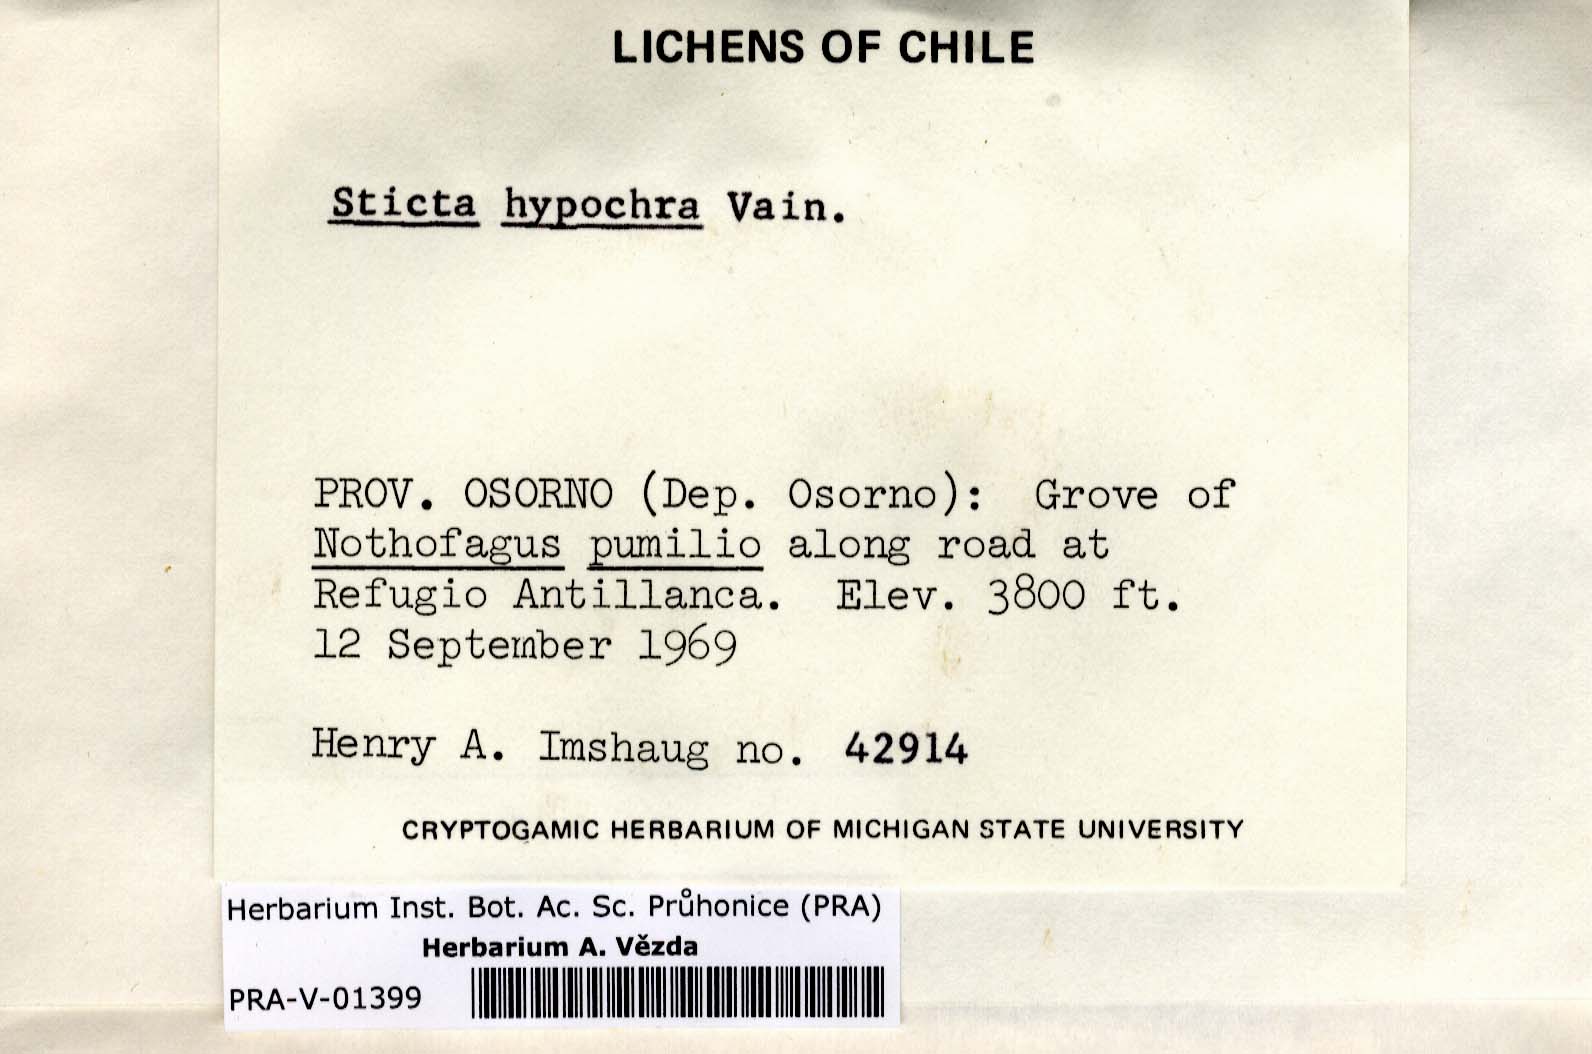 LICHENS OF CHILE
Sticta hypochra Vain.
PROV. OSORNO (Dep. Osorno): Grove of
Nothofagus pumilio along road at
Refugio Antillanca. Elev. 3800 ft.
12 September 1969
Henry A. Imshaug no. 42914
CRYPTOGAMIC HERBARIUM OF MICHIGAN STATE UNIVERSITY
Herbarium Inst. Bot. Ac. Sc. Průhonice (PRA)
Herbarium A. Vězda
PRA-V-01399